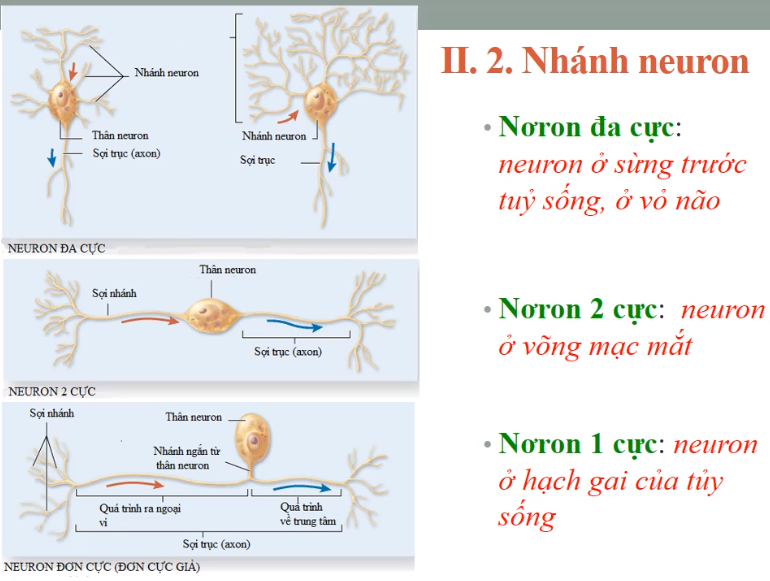 Nhánh neuron
Thân neuron
Sợi trục (axon)
Nhánh neuron
Sợi trục
NEURON ĐA CỰC
Thân neuron
Sợi nhánh
Sợi trục (axon)
NEURON 2 CỰC
Sợi nhánh
Thân neuron
Nhánh ngắn từ
thân neuron
Quá trình ra ngoại
vi
Quá trình
về trung tâm
Sợi trục (axon)
NEURON ĐƠN CỰC (ĐƠN CỰC GIẢ)
II. 2. Nhánh neuron
• Nơron đa cực:
neuron ở sừng trước
tuỷ sống, ở vỏ não
• Nơron 2 cực: neuron
ở võng mạc mắt
• Nơron 1 cực: neuron
ở hạch gai của tủy
sống